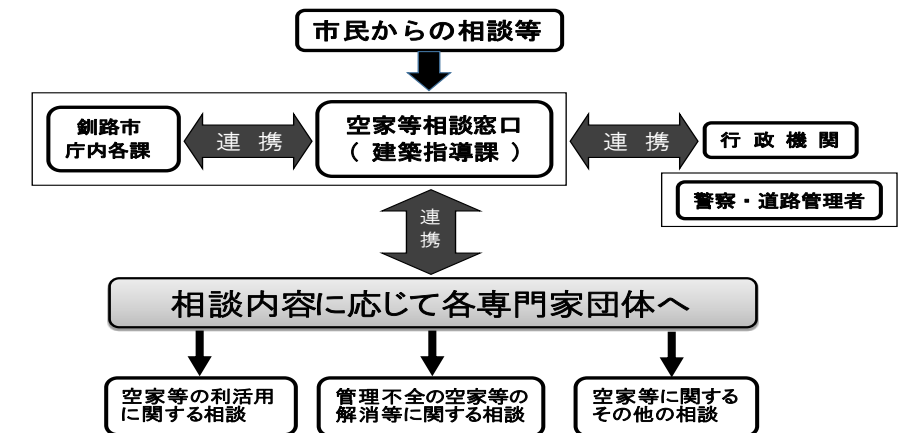 市民からの相談等
釧路市
庁内各課
連 携
空家等相談窓口
( 建築指導課 )
連 携
行 政 機 関
警察・道路管理者
連
携
相談内容に応じて各専門家団体へ
空家等の利活用
に関する相談
管理不全の空家等の
解消等に関する相談
空家等に関する
その他の相談